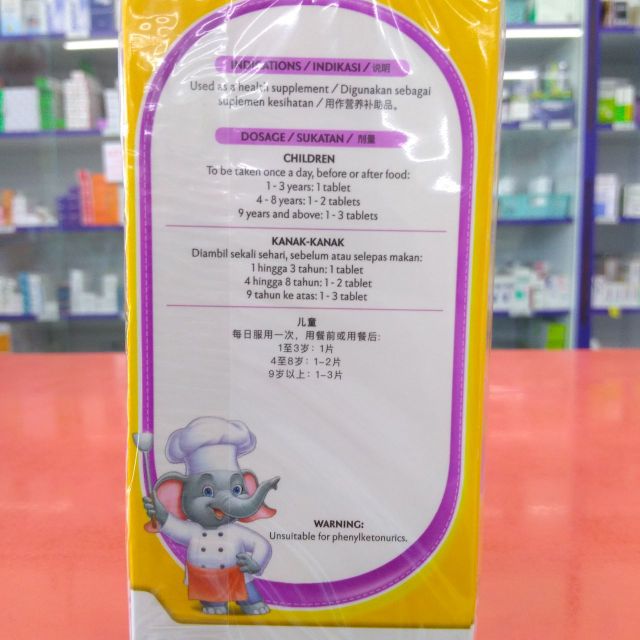 INDICATIONS / INDIKASI / 说明
Used as a health supplement / Digunakan sebagai
suplemen kesihatan / 用作营养补助品。
DOSAGE / SUKATAN / 剂量
CHILDREN
To be taken once a day, before or after food:
1 - 3 years: 1 tablet
4 - 8 years: 1 - 2 tablets
9 years and above: 1 - 3 tablets
KANAK-KANAK
Diambil sekali sehari, sebelum atau selepas makan:
1 hingga 3 tahun: 1 tablet
4 hingga 8 tahun: 1 - 2 tablet
9 tahun ke atas: 1 - 3 tablet
儿童
每日服用一次，用餐前或用餐后:
1至3岁：1片
4至8岁：1-2片
9岁以上：1-3片
WARNING:
Unsuitable for phenylketonurics.